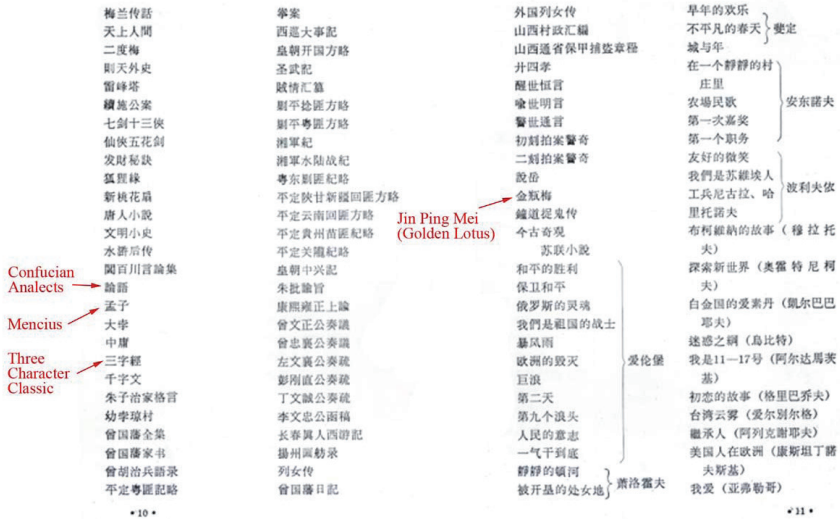 梅兰传話
天上人間
二度梅
則天外史
雷峰塔
續施公案
七剑十三俠
仙俠五花剑
发財秘訣
狐狸緣
新桃花扇
唐人小說
文明小史
水滸后传
閻百川言論集
Confucian
Analects
論語
Mencius
孟子
大学
中庸
Three
Character
Classic
三字經
千字文
朱子治家格言
幼学琼村
曾国藩全集
曾国藩家书
曾胡治兵語录
平定粵匪記略
拳案
西巡大事記
皇朝开国方略
圣武記
賊情汇纂
剿平捻匪方略
剿平粵匪方略
湘軍紀
湘軍水陆战紀
粵东剿匪紀略
平定陝甘新疆回匪方略
平定云南回匪方略
平定貴州苗匪紀略
平定关隴紀略
皇朝中兴記
朱批諭旨
康熙雍正上諭
曾文正公奏議
曾忠襄公奏議
左文襄公奏疏
彭刚直公奏疏
丁文誠公奏疏
李文忠公函稿
长春眞人西游記
揚州画舫录
列女传
曾国藩日記
• 10 •
外国列女传
山西村政汇編
山西通省保甲捕盜章程
廿四孝
醒世恒言
喻世明言
警世通言
初刻拍案警奇
二刻拍案警奇
說岳
Jin Ping Mei
(Golden Lotus)
金瓶梅
鐘道捉鬼传
今古奇观
苏联小說
和平的胜利
保卫和平
俄罗斯的灵魂
我們是祖国的战士
暴风雨
欧洲的毁灭
巨浪
第二天
第九个浪头
人民的意志
一气干到底
爱伦堡
靜靜的頓河
被开垦的处女地
萧洛霍夫
早年的欢乐
不平凡的春天
斐定
城与年
在一个靜靜的村
庄里
农場民歌
第一次嘉奖
第一个职务
安东諾夫
友好的微笑
我們是苏維埃人
工兵尼古拉、哈
里托諾夫
波利夫依
布柯維納的故事（穆拉托
夫）
探索新世界（奥霍特尼柯
夫）
白金国的爱素丹（凱尔巴巴
耶夫）
迷惑之綱（烏比特）
我是11—17号（阿尔达馬茨
基）
初恋的故事（格里巴乔夫）
台湾云雾（爱尔别尔格）
繼承人（阿列克謝耶夫）
美国人在欧洲（康斯坦丁諾
夫斯基）
我爱（亚弗勒哥）
• 11 •